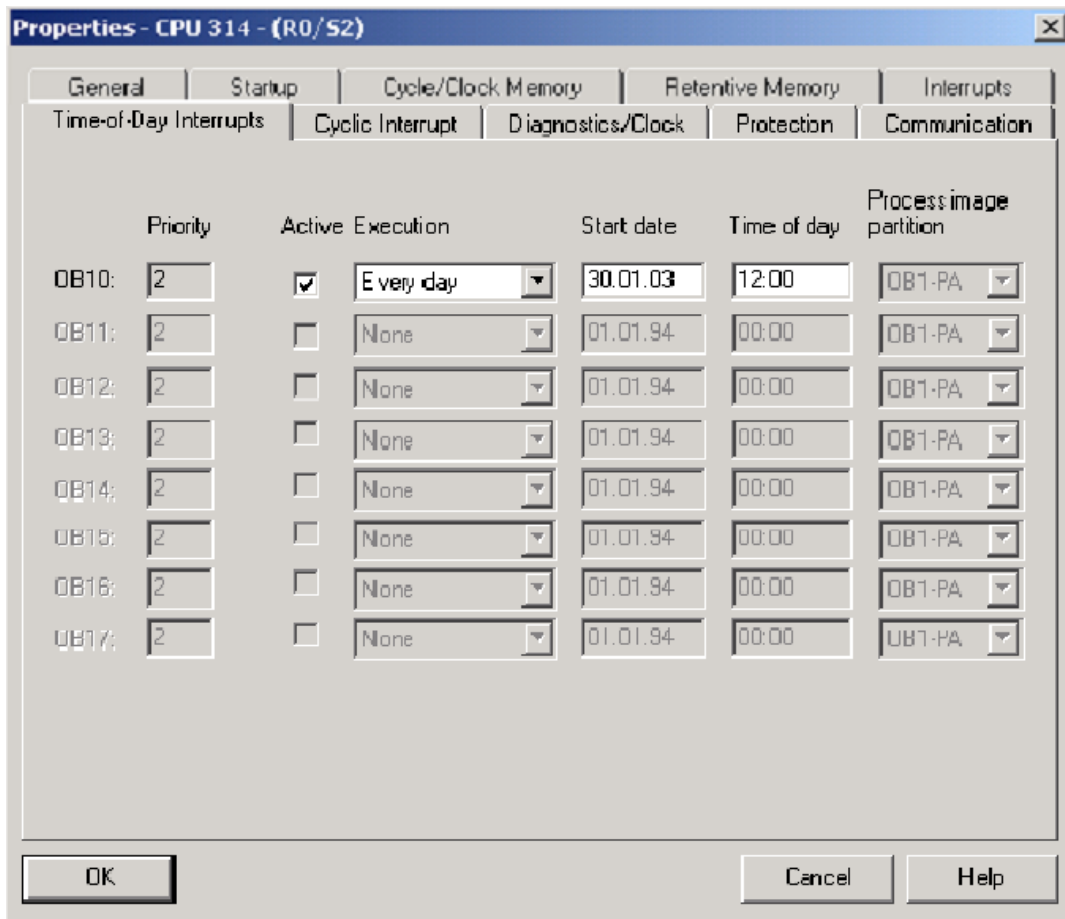 Properties - CPU 314 - (R0/S2)
General Startup Cycle/Clock Memory Retentive Memory Interrupts
Time-of-Day Interrupts Cyclic Interrupt Diagnostics/Clock Protection Communication
Priority Active Execution Start date Time of day Process image partition
OB10: 2 Every day 30.01.03 12:00 OB1-PA
OB11: 2 None 01.01.94 00:00 OB1-PA
OB12: 2 None 01.01.94 00:00 OB1-PA
OB13: 2 None 01.01.94 00:00 OB1-PA
OB14: 2 None 01.01.94 00:00 OB1-PA
OB15: 2 None 01.01.94 00:00 OB1-PA
OB16: 2 None 01.01.94 00:00 OB1-PA
OB17: 2 None 01.01.94 00:00 OB1-PA
OK Cancel Help